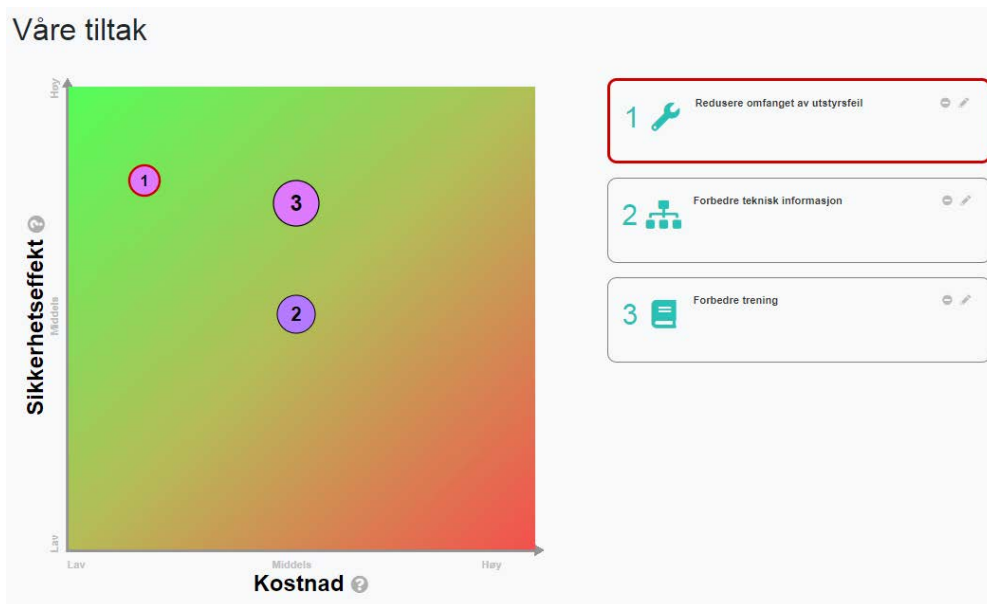 Våre tiltak
Høy
Middels
Lav
Sikkerhetseffekt ?
1
3
2
Lav
Middels
Høy
Kostnad ?
1 Redusere omfanget av utstyrsfeil
2 Forbedre teknisk informasjon
3 Forbedre trening